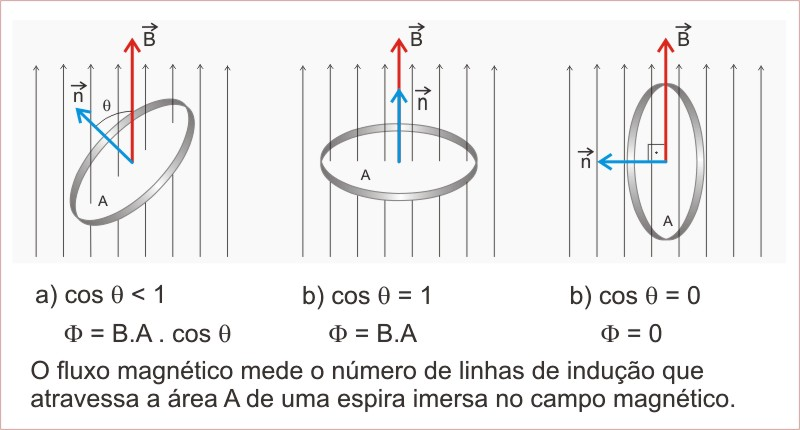 B
n
θ
A
B
n
A
B
n
A
a) cos θ < 1
Φ = B.A . cos θ
b) cos θ = 1
Φ = B.A
b) cos θ = 0
Φ = 0
O fluxo magnético mede o número de linhas de indução que
atravessa a área A de uma espira imersa no campo magnético.